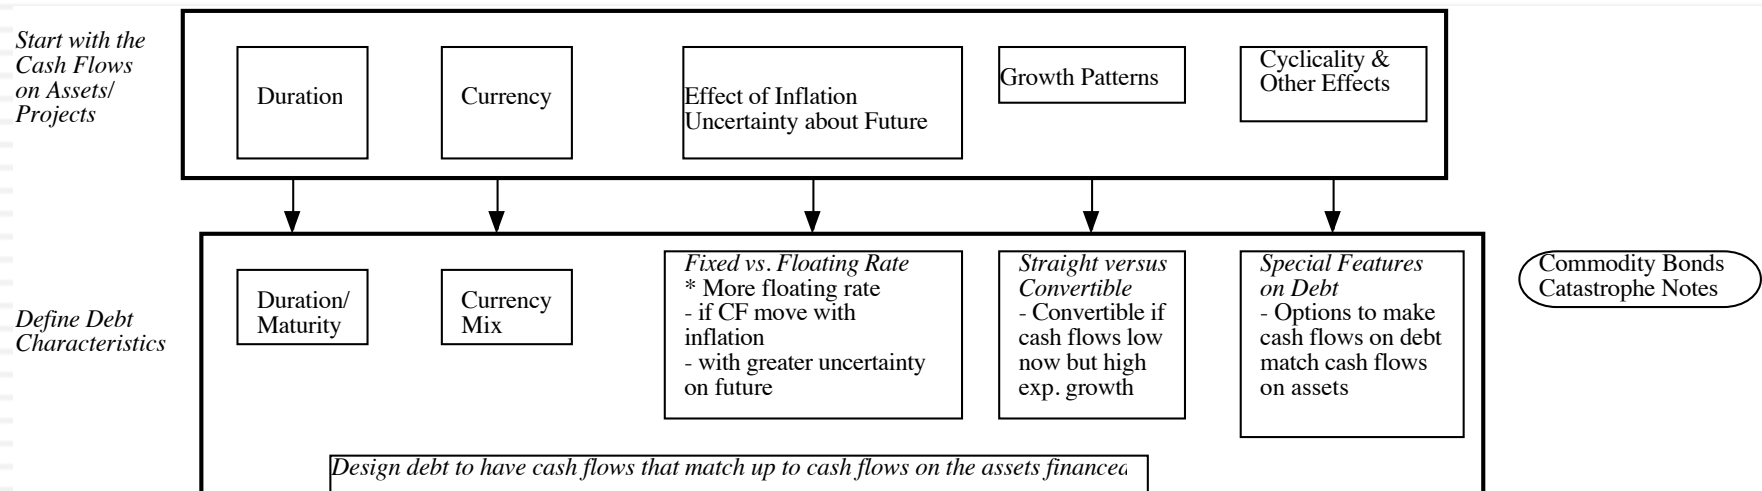 Start with the
Cash Flows
on Assets/
Projects
Duration
Currency
Effect of Inflation
Uncertainty about Future
Growth Patterns
Cyclicality &
Other Effects
Define Debt
Characteristics
Duration/
Maturity
Currency
Mix
Fixed vs. Floating Rate
* More floating rate
- if CF move with
inflation
- with greater uncertainty
on future
Straight versus
Convertible
- Convertible if
cash flows low
now but high
exp. growth
Special Features
on Debt
- Options to make
cash flows on debt
match cash flows
on assets
Commodity Bonds
Catastrophe Notes
Design debt to have cash flows that match up to cash flows on the assets financed